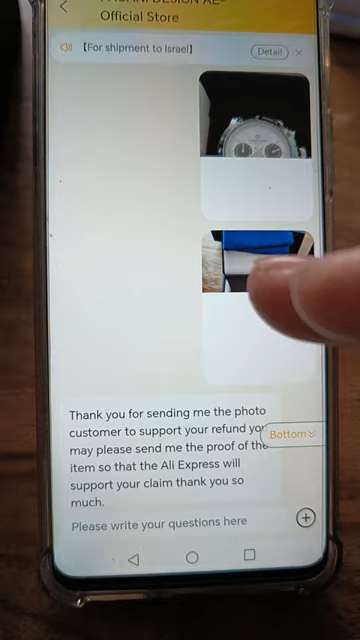 DESIGN
Official Store
【For shipment to Israel】
Detail
Thank you for sending me the photo
customer to support your refund you
may please send me the proof of the
item so that the Ali Express will
support your claim thank you so
much.
Bottom
Please write your questions here